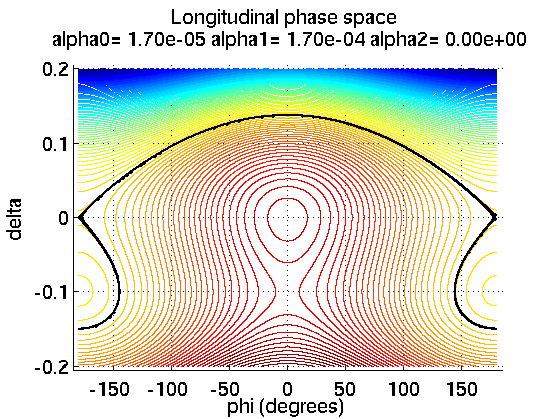 Longitudinal phase space
alpha0= 1.70e-05 alpha1= 1.70e-04 alpha2= 0.00e+00
0.2
0.1
0
-0.1
-0.2
delta
-150 -100 -50 0 50 100 150
phi (degrees)